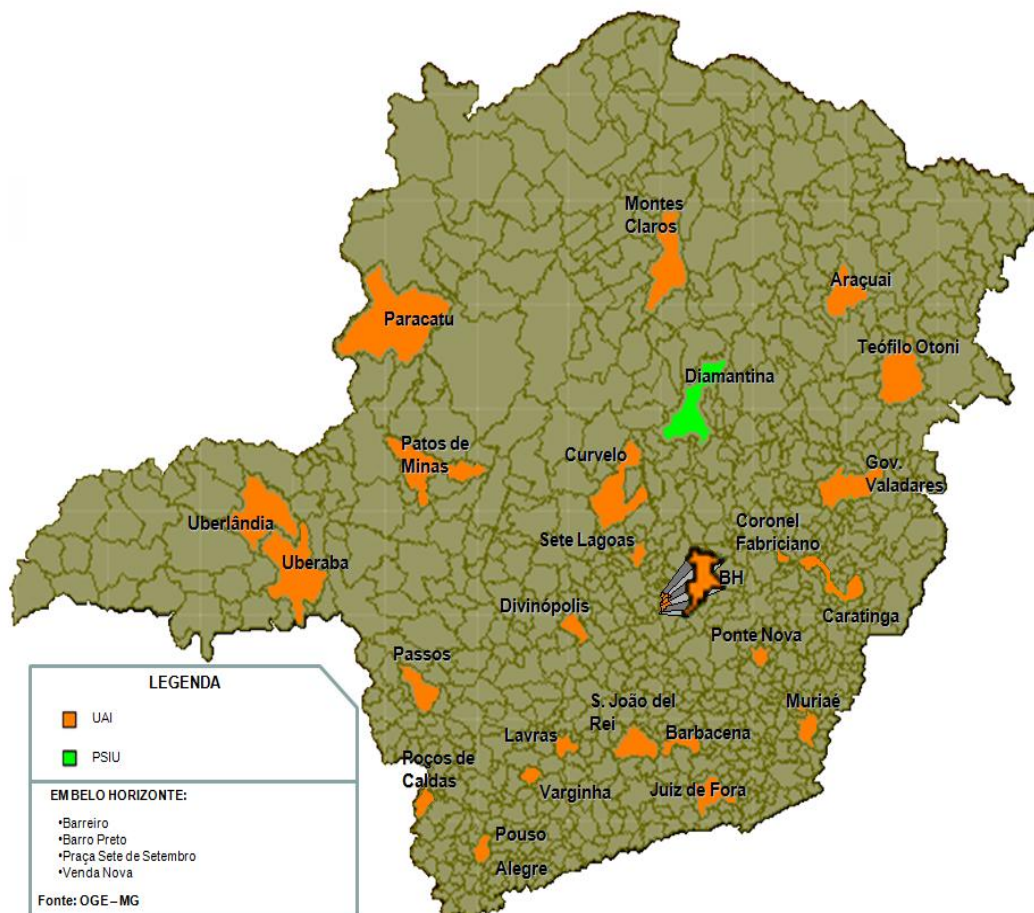 Montes
Claros
Araçuai
Paracatu
Teófilo Otoni
Diamantina
Patos de
Minas
Curvelo
Gov.
Valadares
Uberlândia
Sete Lagoas
Coronel
Fabriciano
Uberaba
BH
Divinópolis
Caratinga
Ponte Nova
Passos
S. João del
Rei
Muriaé
Lavras
Barbacena
Poços de
Caldas
Varginha
Juiz de Fora
Pouso
Alegre
LEGENDA
UAI
PSIU
EM BELO HORIZONTE:
•Barreiro
•Barro Preto
•Praça Sete de Setembro
•Venda Nova
Fonte: OGE – MG